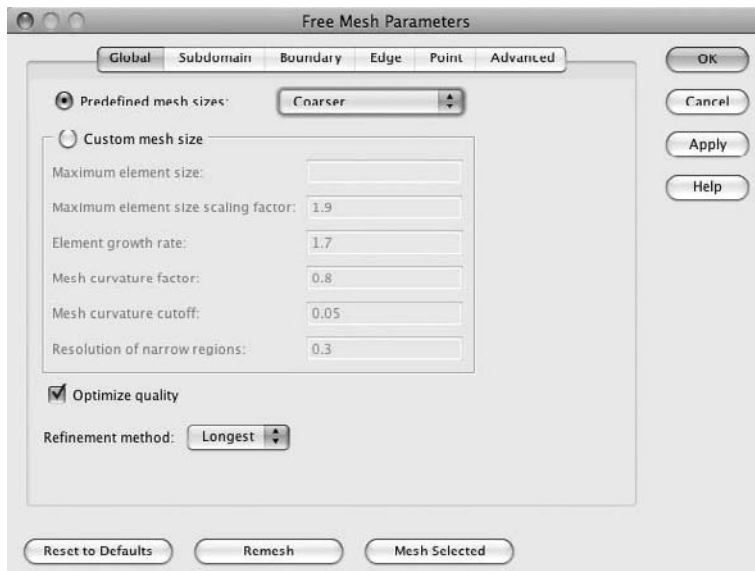 Free Mesh Parameters
Global Subdomain Boundary Edge Point Advanced
OK
Cancel
Apply
Help
Predefined mesh sizes: Coarser
Custom mesh size
Maximum element size:
Maximum element size scaling factor: 1.9
Element growth rate: 1.7
Mesh curvature factor: 0.8
Mesh curvature cutoff: 0.05
Resolution of narrow regions: 0.3
Optimize quality
Refinement method: Longest
Reset to Defaults Remesh Mesh Selected